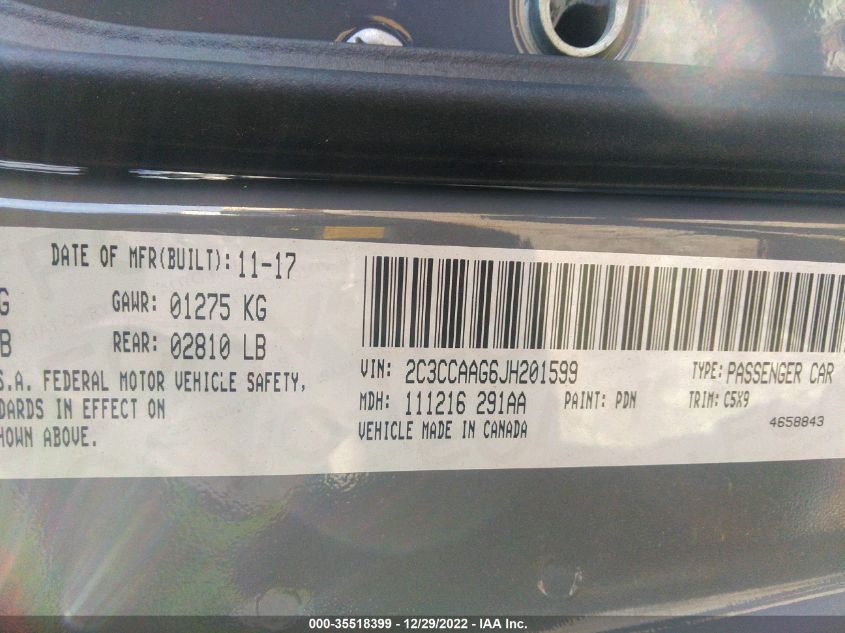 DATE OF MFR(BUILT): 11-17
G GAWR: 01275 KG
B REAR: 02810 LB
S.A. FEDERAL MOTOR VEHICLE SAFETY,
DARDS IN EFFECT ON
HOWN ABOVE.
VIN: 2C3CCAAG6JH201599 TYPE: PASSENGER CAR
MDH: 111216 291AA PAINT: PDN TRIM: C5X9
VEHICLE MADE IN CANADA
4658843
000-35518399 - 12/29/2022 - IAA Inc.